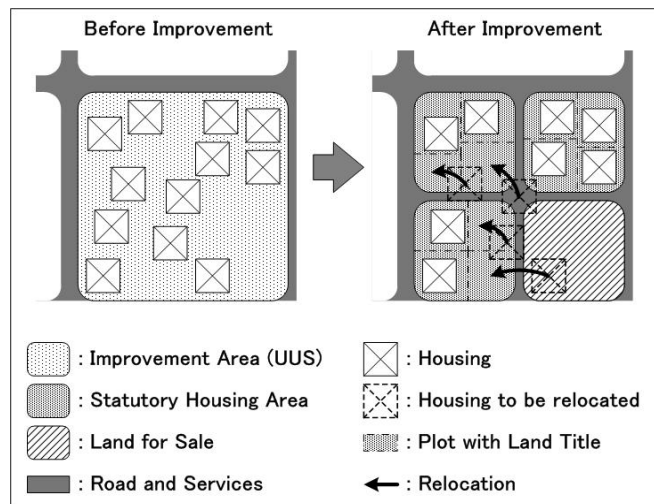 Before Improvement
After Improvement
: Improvement Area (UUS)
: Housing
: Statutory Housing Area
: Housing to be relocated
: Land for Sale
: Plot with Land Title
: Road and Services
: Relocation